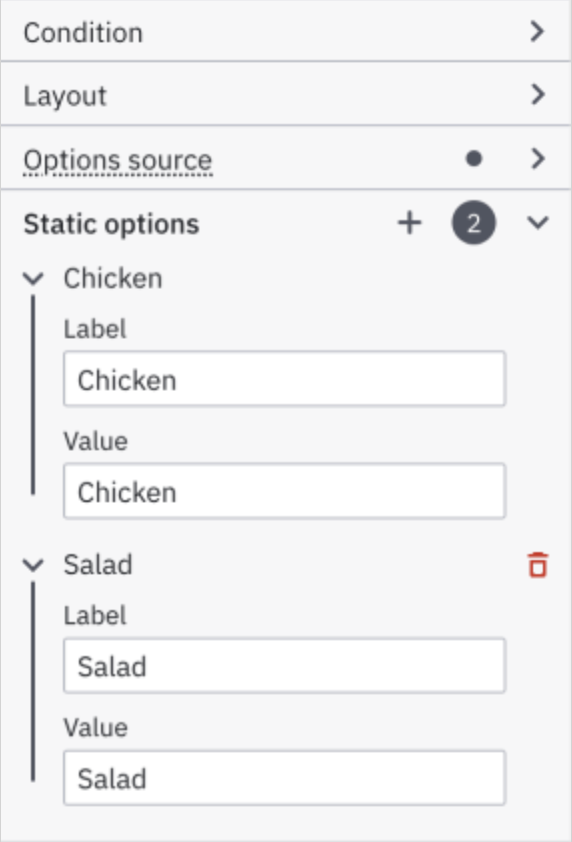 Condition
Layout
Options source
Static options 2
Chicken
Label
Chicken
Value
Chicken
Salad
Label
Salad
Value
Salad